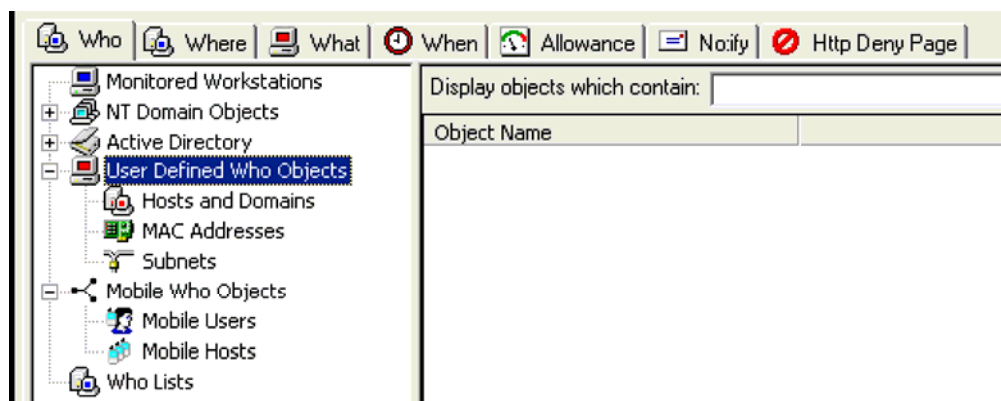 Who Where What When Allowance Notify Http Deny Page
Monitored Workstations
Display objects which contain:
NT Domain Objects
Object Name
Active Directory
User Defined Who Objects
Hosts and Domains
MAC Addresses
Subnets
Mobile Who Objects
Mobile Users
Mobile Hosts
Who Lists